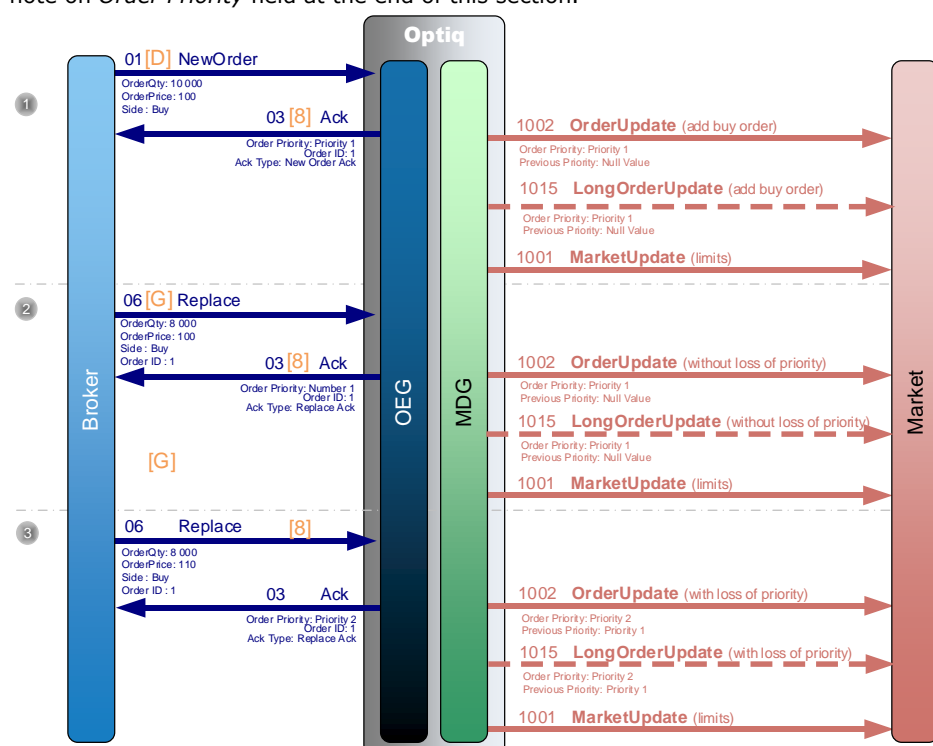 note on Order Priority field at the end of this section.
Optiq
01 [D] NewOrder
OrderQty: 10 000
OrderPrice: 100
Side : Buy
1
03 [8] Ack
Order Priority: Priority 1
Order ID: 1
Ack Type: New Order Ack
1002 OrderUpdate (add buy order)
Order Priority: Priority 1
Previous Priority: Null Value
1015 LongOrderUpdate (add buy order)
Order Priority: Priority 1
Previous Priority: Null Value
1001 MarketUpdate (limits)
2
06 [G] Replace
OrderQty: 8 000
OrderPrice: 100
Side : Buy
Order ID : 1
03 [8] Ack
Order Priority: Number 1
Order ID: 1
Ack Type: Replace Ack
1002 OrderUpdate (without loss of priority)
Order Priority: Priority 1
Previous Priority: Null Value
1015 LongOrderUpdate (without loss of priority)
Order Priority: Priority 1
Previous Priority: Null Value
Broker
OEG
MDG
Market
[G]
1001 MarketUpdate (limits)
3
06 Replace [8]
OrderQty: 8 000
OrderPrice: 110
Side : Buy
Order ID : 1
03 Ack
Order Priority: Priority 2
Order ID: 1
Ack Type: Replace Ack
1002 OrderUpdate (with loss of priority)
Order Priority: Priority 2
Previous Priority: Priority 1
1015 LongOrderUpdate (with loss of priority)
Order Priority: Priority 2
Previous Priority: Priority 1
1001 MarketUpdate (limits)